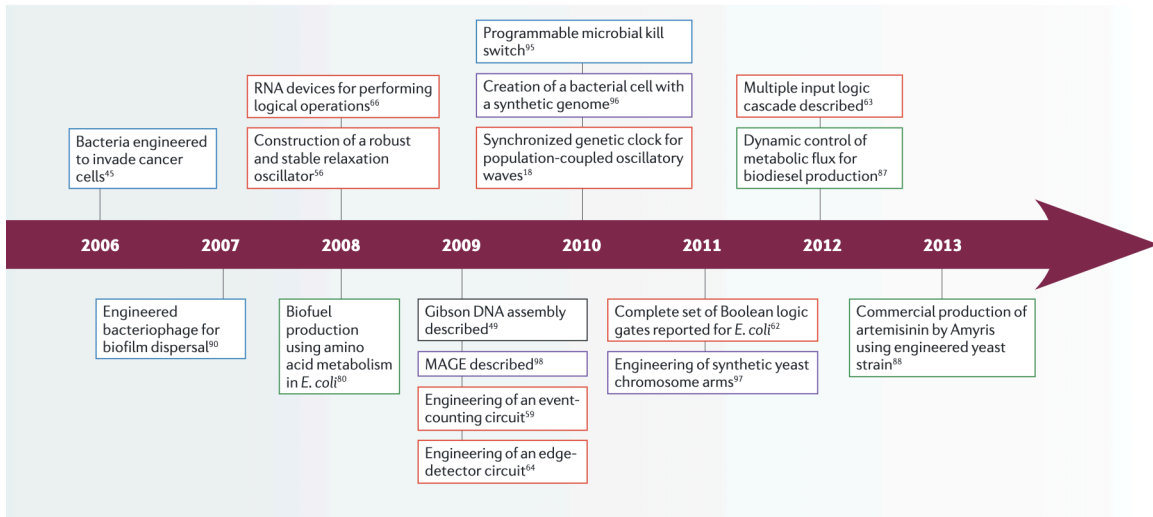 Programmable microbial kill
switch⁹⁵
Creation of a bacterial cell with
a synthetic genome⁹⁶
Synchronized genetic clock for
population-coupled oscillatory
waves¹⁸
RNA devices for performing
logical operations⁶⁶
Construction of a robust
and stable relaxation
oscillator⁵⁶
Multiple input logic
cascade described⁶³
Dynamic control of
metabolic flux for
biodiesel production⁸⁷
Bacteria engineered
to invade cancer
cells⁴⁵
2006 2007 2008 2009 2010 2011 2012 2013
Engineered
bacteriophage for
biofilm dispersal⁹⁰
Biofuel
production
using amino
acid metabolism
in E. coli⁸⁰
Gibson DNA assembly
described⁴⁹
MAGE described⁹⁸
Engineering of an event-
counting circuit⁵⁹
Engineering of an edge-
detector circuit⁶⁴
Complete set of Boolean logic
gates reported for E. coli⁶²
Engineering of synthetic yeast
chromosome arms⁹⁷
Commercial production of
artemisinin by Amyris
using engineered yeast
strain⁸⁸